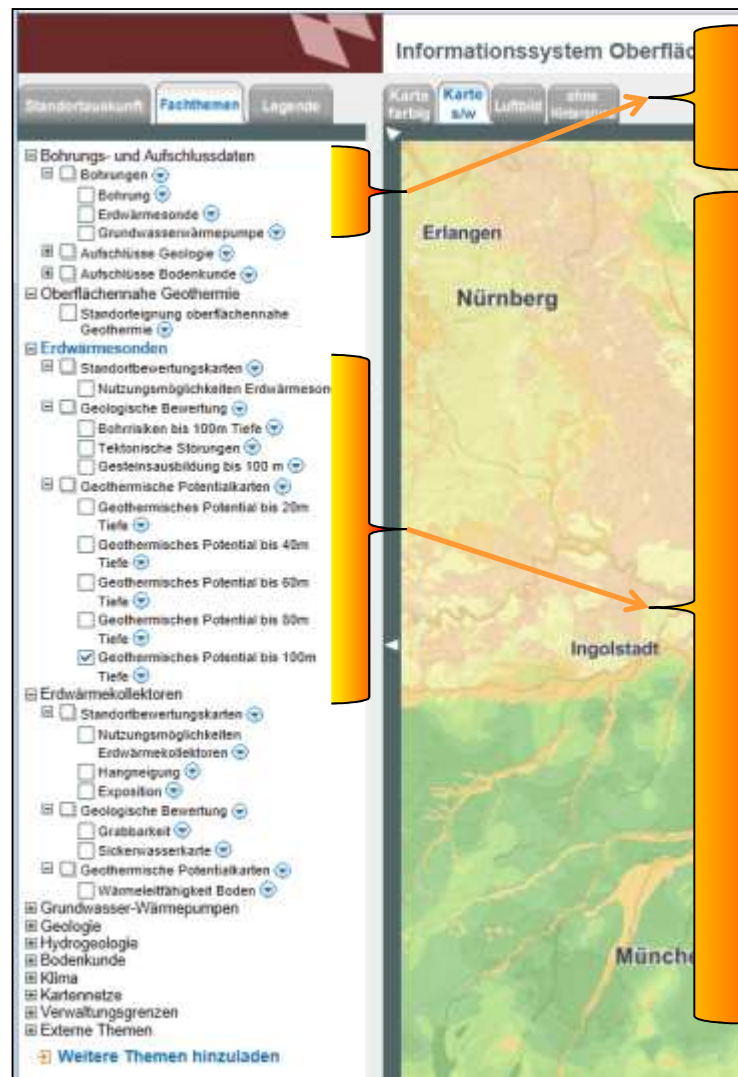 Informationssystem Oberfläc
Standortauskunft
Fachthemen
Legende
Karte
farbig
Karte
s/w
Luftbild
ohne
Hintergrund
Bohrungs- und Aufschlussdaten
Bohrungen
Bohrung
Erdwärmesonde
Grundwasserwärmepumpe
Aufschlüsse Geologie
Aufschlüsse Bodenkunde
Oberflächennahe Geothermie
Standorteignung oberflächennahe
Geothermie
Erdwärmesonden
Standortbewertungskarten
Nutzungsmöglichkeiten Erdwärmeson
Geologische Bewertung
Bohrrisiken bis 100m Tiefe
Tektonische Störungen
Gesteinsausbildung bis 100 m
Geothermische Potentialkarten
Geothermisches Potential bis 20m
Tiefe
Geothermisches Potential bis 40m
Tiefe
Geothermisches Potential bis 60m
Tiefe
Geothermisches Potential bis 80m
Tiefe
Geothermisches Potential bis 100m
Tiefe
Erdwärmekollektoren
Standortbewertungskarten
Nutzungsmöglichkeiten
Erdwärmekollektoren
Hangneigung
Exposition
Geologische Bewertung
Grabbarkeit
Sickerwasserkarte
Geothermische Potentialkarten
Wärmeleitfähigkeit Boden
Grundwasser-Wärmepumpen
Geologie
Hydrogeologie
Bodenkunde
Klima
Kartennetze
Verwaltungsgrenzen
Externe Themen
Weitere Themen hinzuladen
Erlangen
Nürnberg
Ingolstadt
Münche